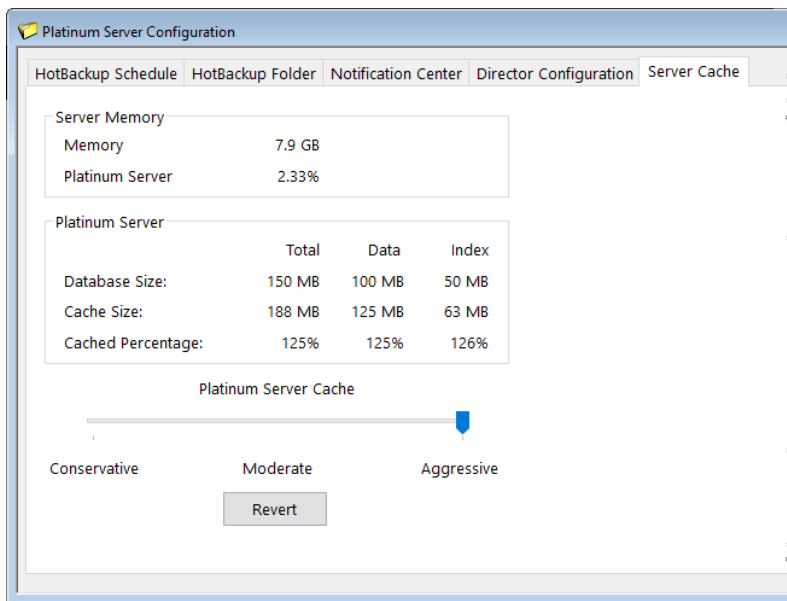 Platinum Server Configuration
HotBackup Schedule HotBackup Folder Notification Center Director Configuration Server Cache
Server Memory
Memory 7.9 GB
Platinum Server 2.33%
Platinum Server
Total Data Index
Database Size: 150 MB 100 MB 50 MB
Cache Size: 188 MB 125 MB 63 MB
Cached Percentage: 125% 125% 126%
Platinum Server Cache
Conservative Moderate Aggressive
Revert